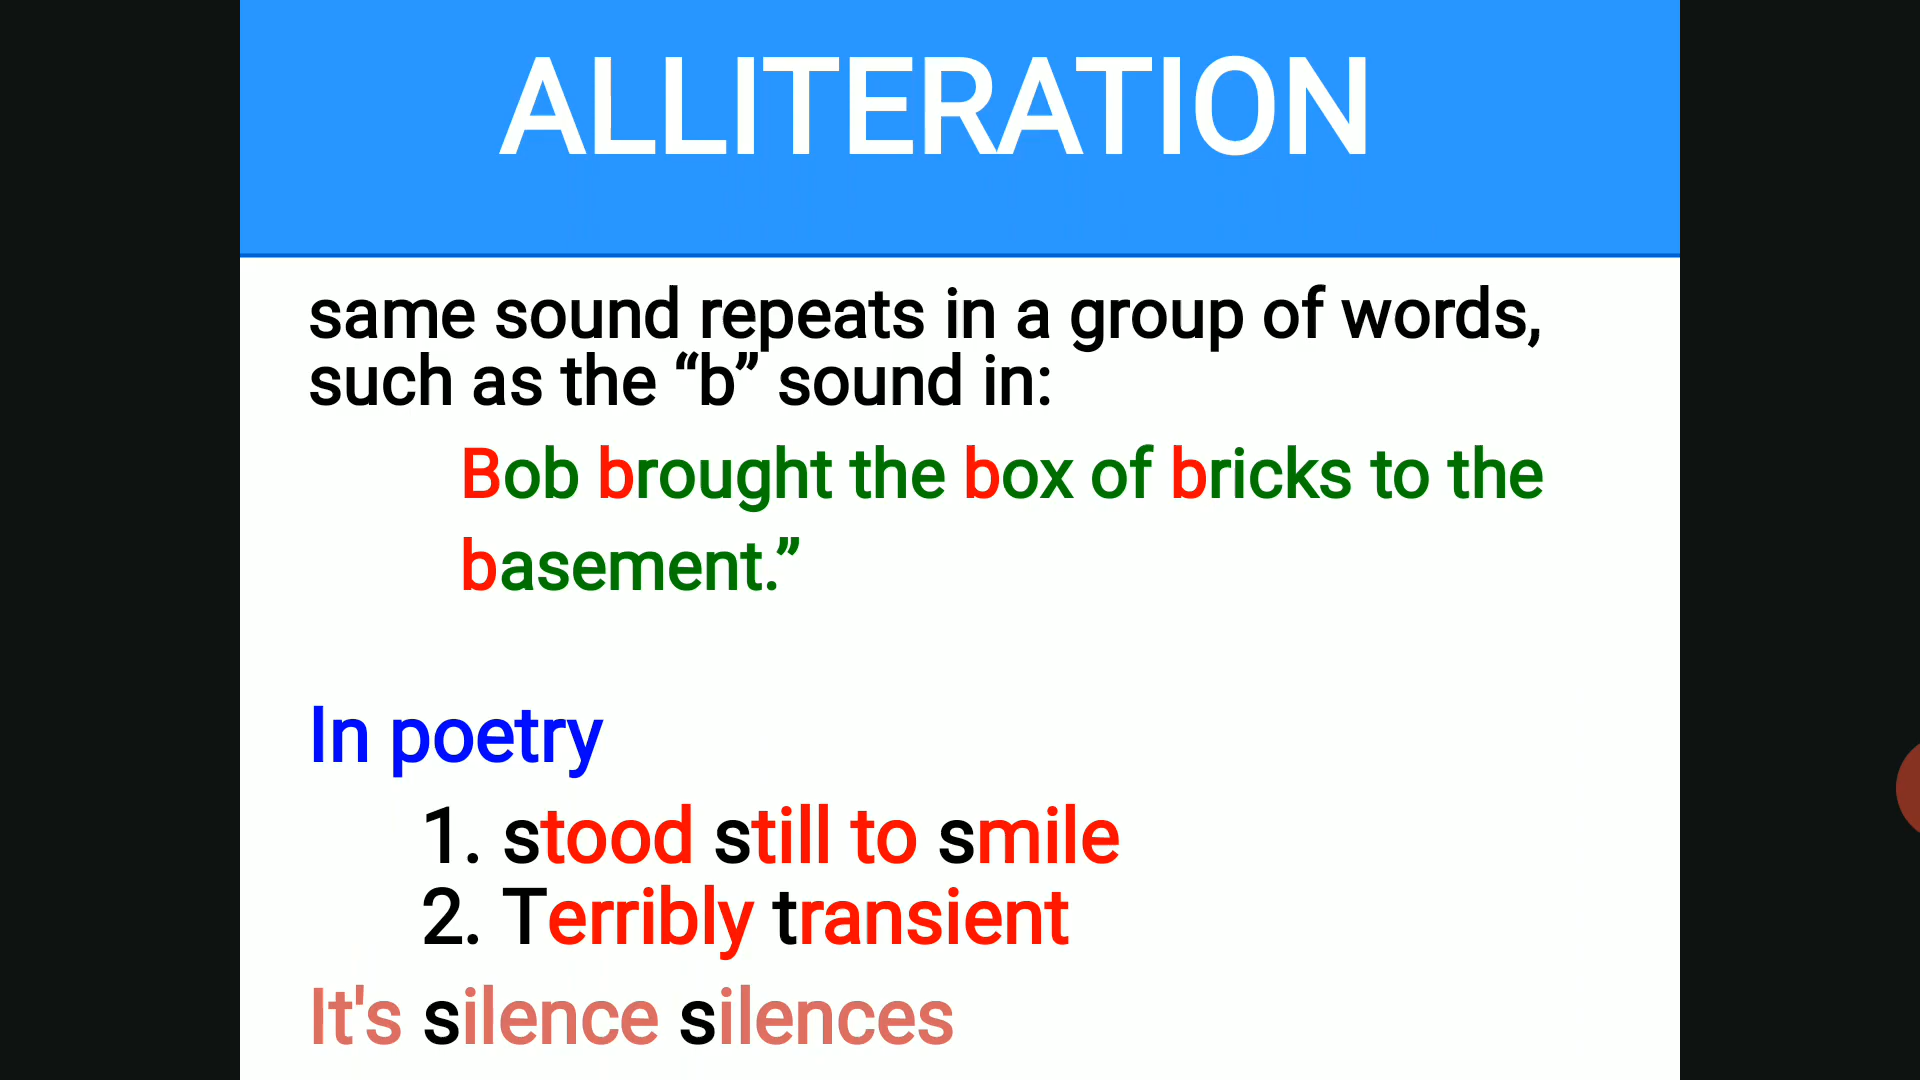 ALLITERATION
same sound repeats in a group of words,
such as the “b” sound in:
Bob brought the box of bricks to the
basement.”
In poetry
1. stood still to smile
2. Terribly transient
It's silence silences